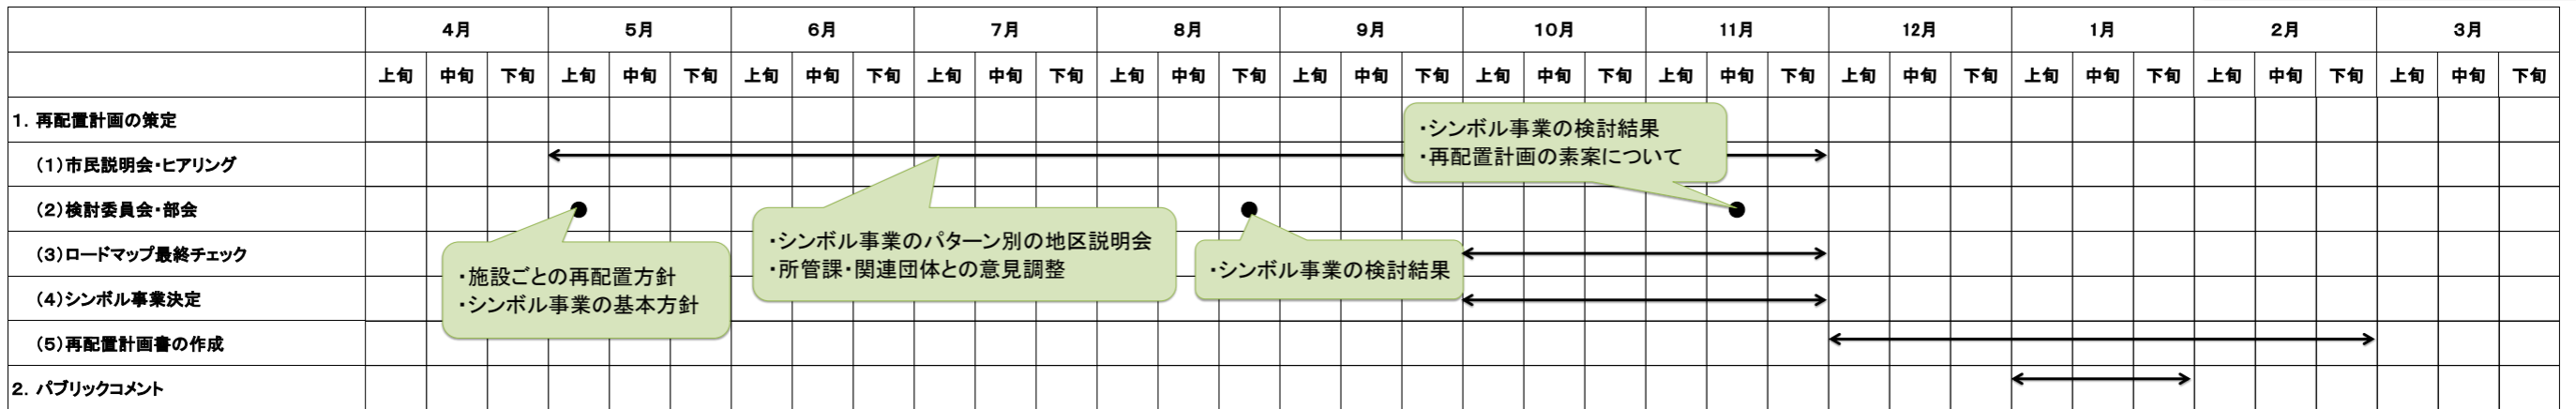 4月 5月 6月 7月 8月 9月 10月 11月 12月 1月 2月 3月
上旬 中旬 下旬 上旬 中旬 下旬 上旬 中旬 下旬 上旬 中旬 下旬 上旬 中旬 下旬 上旬 中旬 下旬 上旬 中旬 下旬 上旬 中旬 下旬 上旬 中旬 下旬 上旬 中旬 下旬 上旬 中旬 下旬 上旬 中旬 下旬
1. 再配置計画の策定
・シンボル事業の検討結果
・再配置計画の素案について
(1)市民説明会・ヒアリング
(2)検討委員会・部会
・シンボル事業のパターン別の地区説明会
・所管課・関連団体との意見調整
(3)ロードマップ最終チェック
・施設ごとの再配置方針
・シンボル事業の基本方針
・シンボル事業の検討結果
(4)シンボル事業決定
(5)再配置計画書の作成
2. パブリックコメント